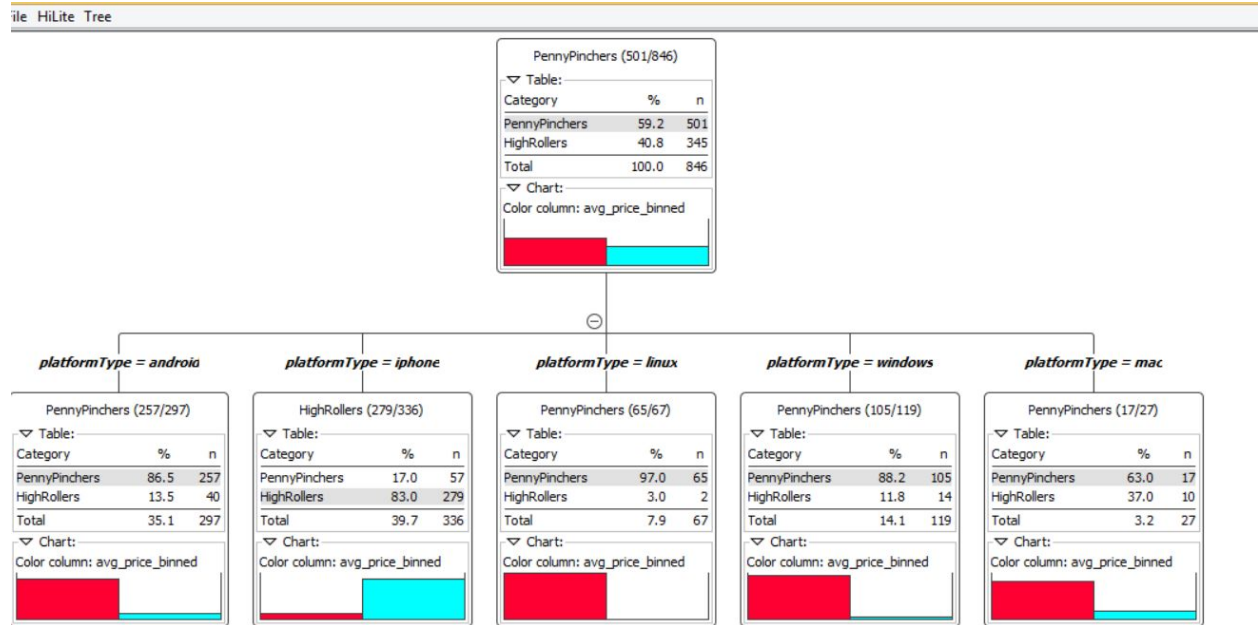 ile HiLite Tree
PennyPinchers (501/846)
Table:
Category % n
PennyPinchers 59.2 501
HighRollers 40.8 345
Total 100.0 846
Chart:
Color column: avg_price_binned
platformType = android
PennyPinchers (257/297)
Table:
Category % n
PennyPinchers 86.5 257
HighRollers 13.5 40
Total 35.1 297
Chart:
Color column: avg_price_binned
platformType = iphone
HighRollers (279/336)
Table:
Category % n
PennyPinchers 17.0 57
HighRollers 83.0 279
Total 39.7 336
Chart:
Color column: avg_price_binned
platformType = linux
PennyPinchers (65/67)
Table:
Category % n
PennyPinchers 97.0 65
HighRollers 3.0 2
Total 7.9 67
Chart:
Color column: avg_price_binned
platformType = windows
PennyPinchers (105/119)
Table:
Category % n
PennyPinchers 88.2 105
HighRollers 11.8 14
Total 14.1 119
Chart:
Color column: avg_price_binned
platformType = mac
PennyPinchers (17/27)
Table:
Category % n
PennyPinchers 63.0 17
HighRollers 37.0 10
Total 3.2 27
Chart:
Color column: avg_price_binned